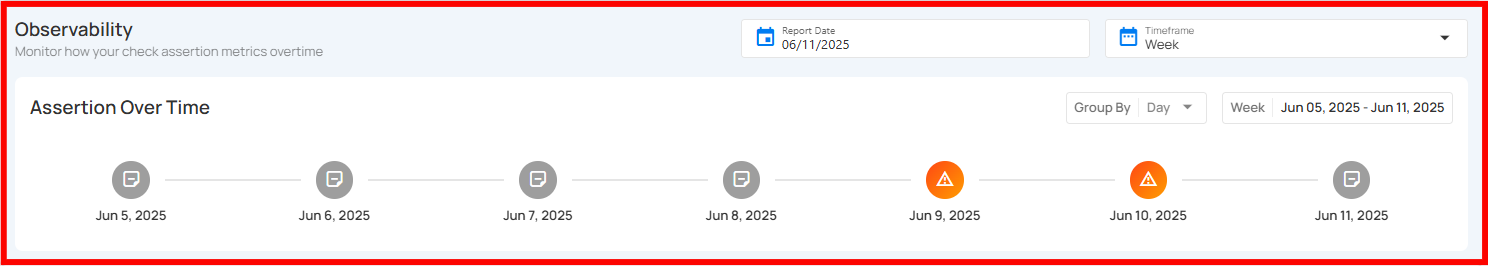 Observability
Monitor how your check assertion metrics overtime
Report Date
06/11/2025
Timeframe
Week
Assertion Over Time
Group By Day
Week Jun 05, 2025 - Jun 11, 2025
Jun 5, 2025
Jun 6, 2025
Jun 7, 2025
Jun 8, 2025
Jun 9, 2025
Jun 10, 2025
Jun 11, 2025